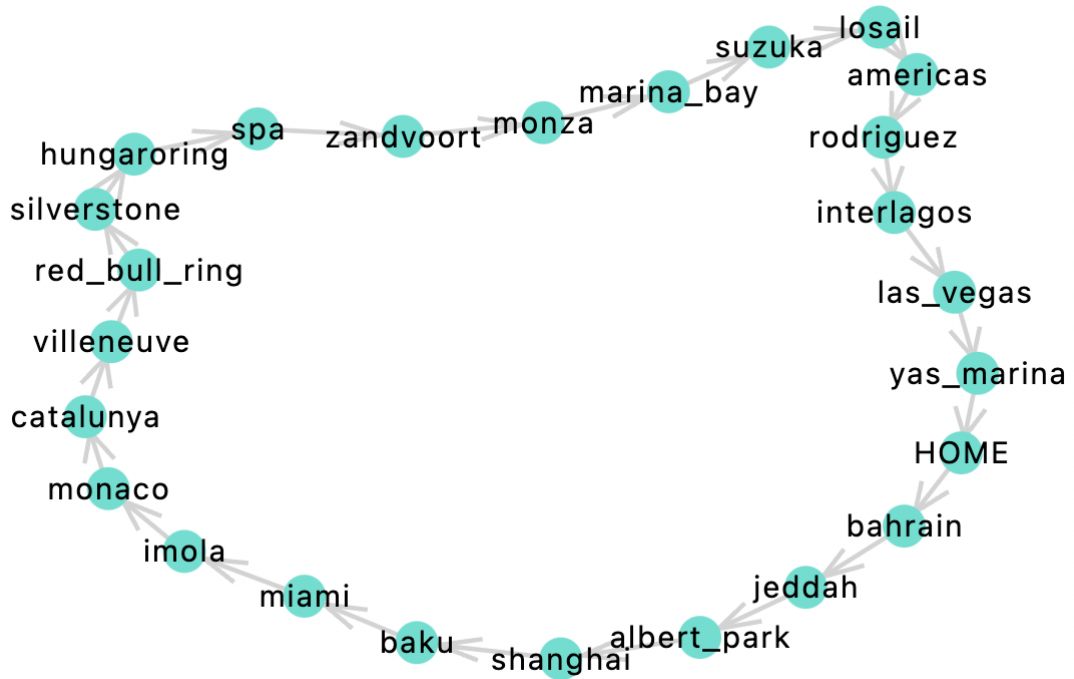 losail
suzuka
americas
marina_bay
spa
zandvoort
monza
rodriguez
hungaroring
silverstone
interlagos
red_bull_ring
las_vegas
villeneuve
yas_marina
catalunya
HOME
monaco
bahrain
imola
jeddah
miami
albert_park
baku
shanghai